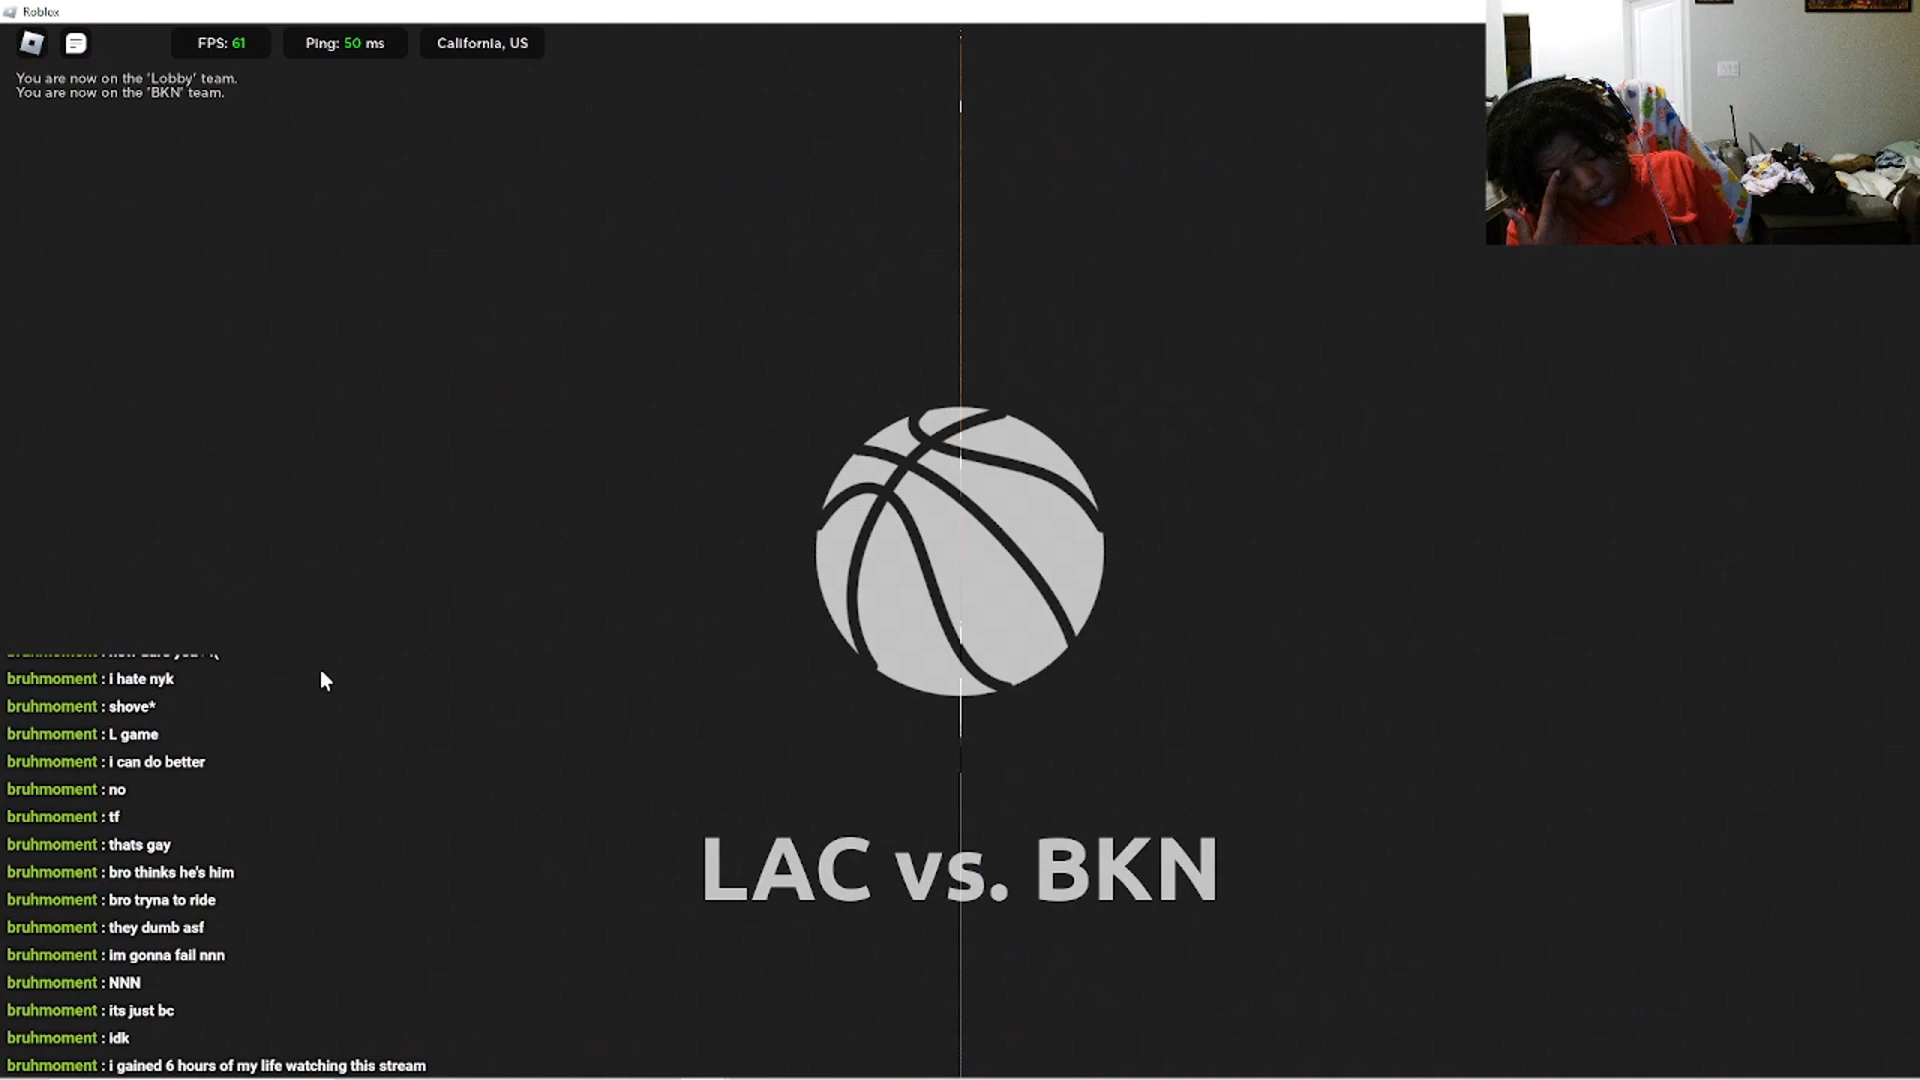 Roblox
FPS: 61
Ping: 50 ms
California, US
You are now on the 'Lobby' team.
You are now on the 'BKN' team.
bruhmoment : i hate nyk
bruhmoment : shove*
bruhmoment : L game
bruhmoment : i can do better
bruhmoment : no
bruhmoment : tf
bruhmoment : thats gay
bruhmoment : bro thinks he's him
bruhmoment : bro tryna to ride
bruhmoment : they dumb asf
bruhmoment : im gonna fail nnn
bruhmoment : NNN
bruhmoment : its just bc
bruhmoment : idk
bruhmoment : i gained 6 hours of my life watching this stream
LAC vs. BKN